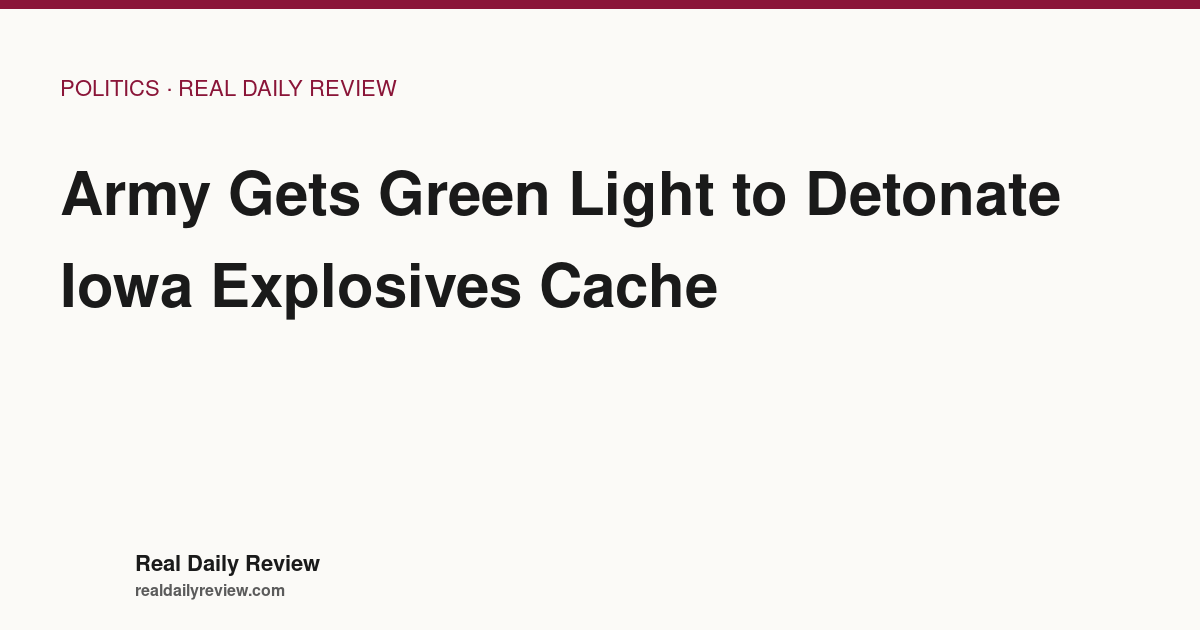 POLITICS · REAL DAILY REVIEW
Army Gets Green Light to Detonate
Iowa Explosives Cache
Real Daily Review
realdailyreview.com